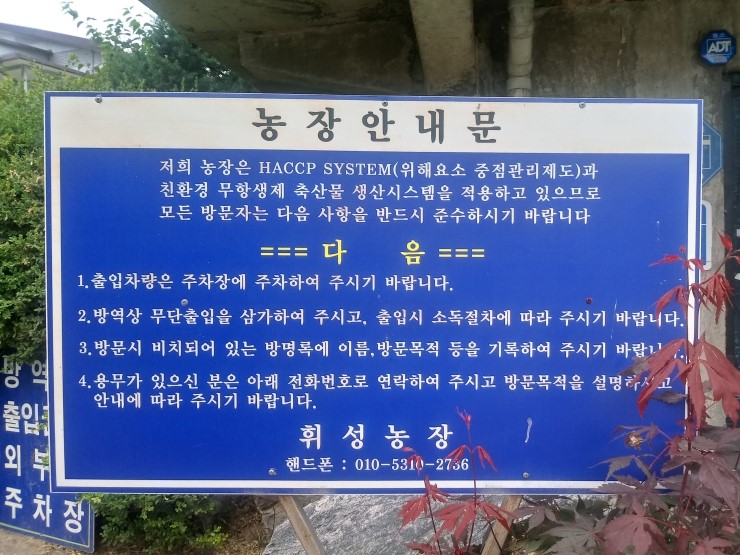 농장안내문
저희 농장은 HACCP SYSTEM(위해요소 중점관리제도)과
친환경 무항생제 축산물 생산시스템을 적용하고 있으므로
모든 방문자는 다음 사항을 반드시 준수하시기 바랍니다
=== 다 음 ===
1.출입차량은 주차장에 주차하여 주시기 바랍니다.
2.방역상 무단출입을 삼가하여 주시고, 출입시 소독절차에 따라 주시기 바랍니다.
3.방문시 비치되어 있는 방명록에 이름,방문목적 등을 기록하여 주시기 바랍니다.
4.용무가 있으신 분은 아래 전화번호로 연락하여 주시고 방문목적을 설명하시고
안내에 따라 주시기 바랍니다.
휘성농장
핸드폰 : 010-5310-2736
ADT
방역
출입
외부
주차장